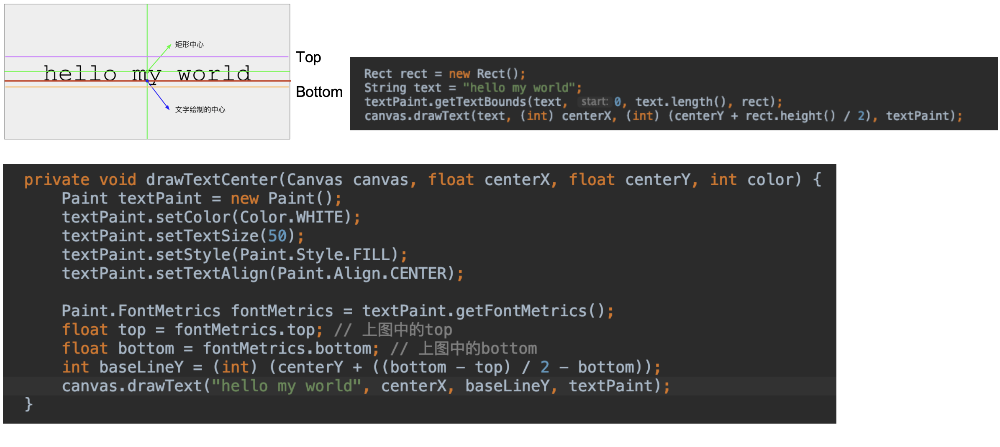 矩形中心
Top
hello my world
Bottom
文字绘制的中心
Rect rect = new Rect();
String text = "hello my world";
textPaint.getTextBounds(text, start: 0, text.length(), rect);
canvas.drawText(text, (int) centerX, (int) (centerY + rect.height() / 2), textPaint);
private void drawTextCenter(Canvas canvas, float centerX, float centerY, int color) {
    Paint textPaint = new Paint();
    textPaint.setColor(Color.WHITE);
    textPaint.setTextSize(50);
    textPaint.setStyle(Paint.Style.FILL);
    textPaint.setTextAlign(Paint.Align.CENTER);
    Paint.FontMetrics fontMetrics = textPaint.getFontMetrics();
    float top = fontMetrics.top; // 上图中的top
    float bottom = fontMetrics.bottom; // 上图中的bottom
    int baseLineY = (int) (centerY + ((bottom - top) / 2 - bottom));
    canvas.drawText("hello my world", centerX, baseLineY, textPaint);
}